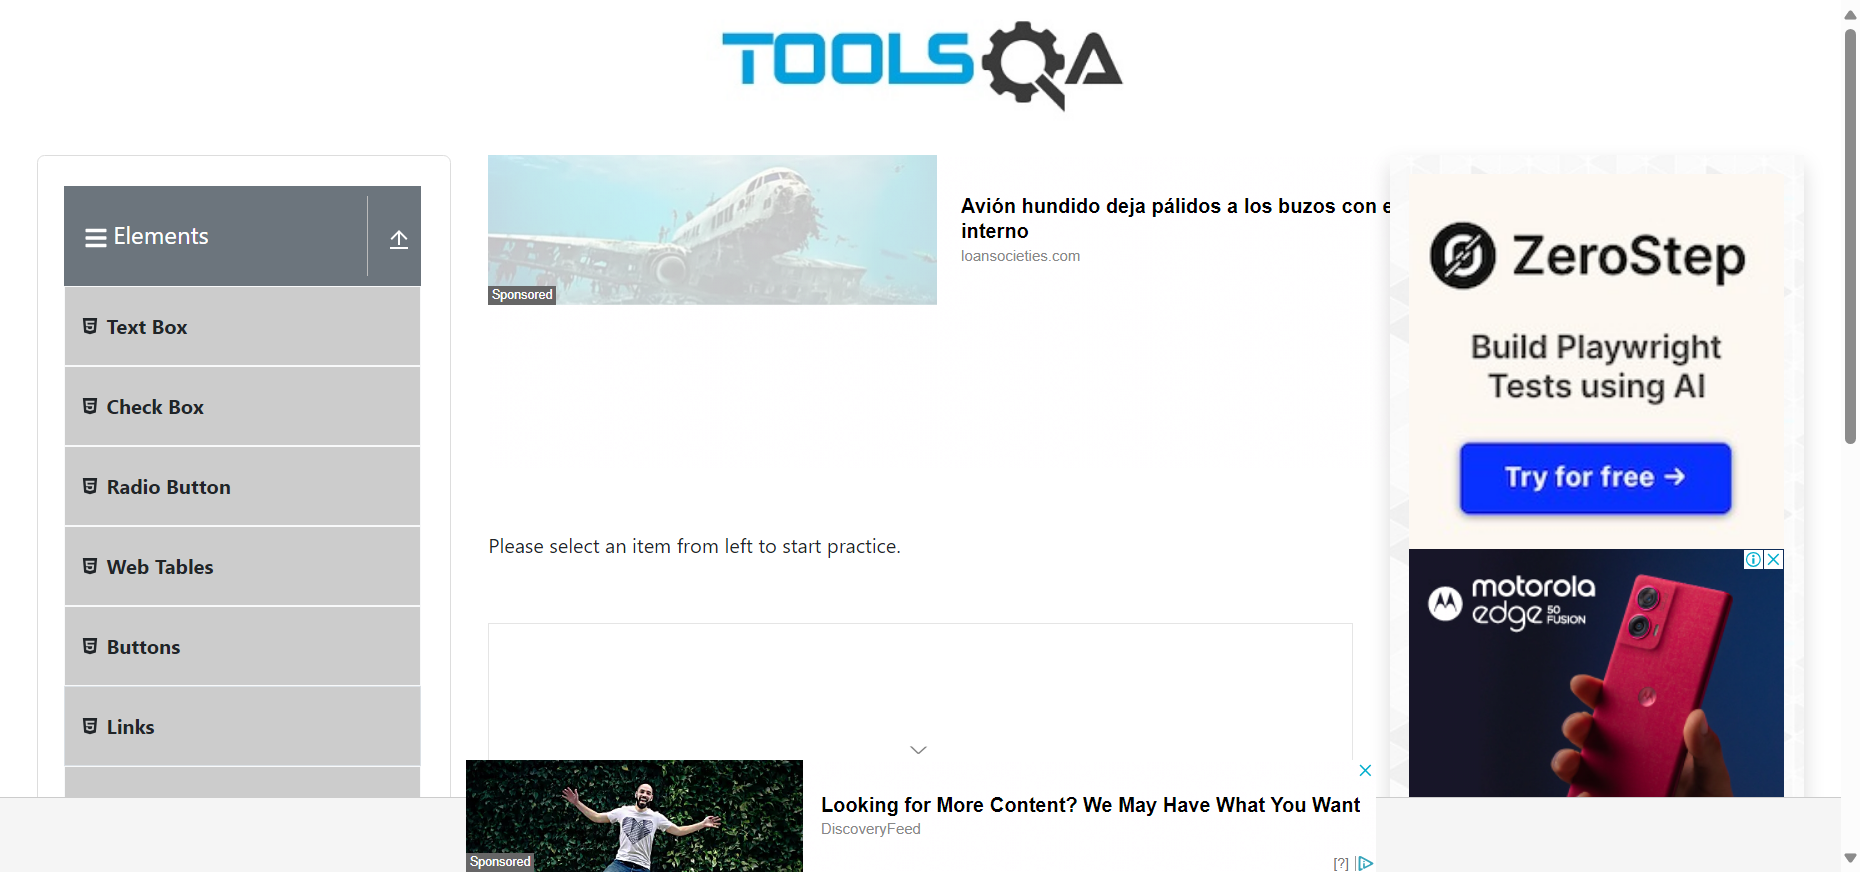 TOOLSQA
Elements
Text Box
Check Box
Radio Button
Web Tables
Buttons
Links
Sponsored
Avión hundido deja pálidos a los buzos con e
interno
loansocieties.com
Please select an item from left to start practice.
ZeroStep
Build Playwright
Tests using AI
Try for free →
motorola
edge 50 FUSION
Sponsored
Looking for More Content? We May Have What You Want
DiscoveryFeed
[?]